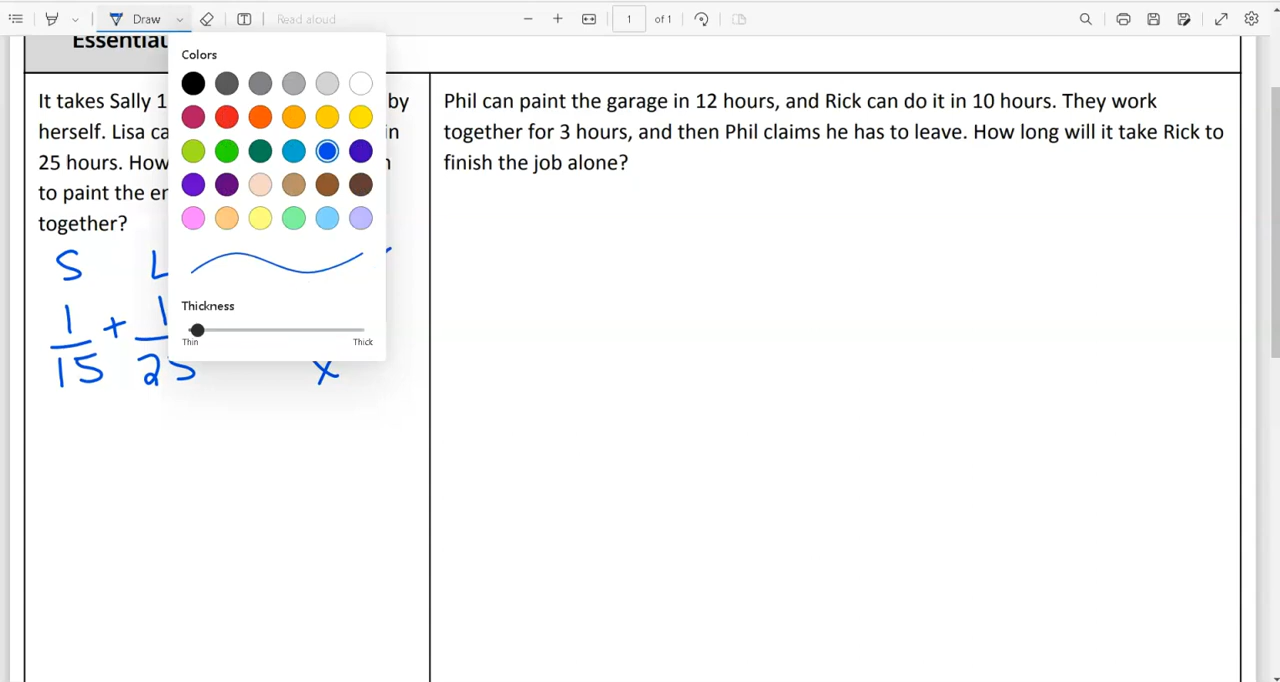 Draw
Read aloud
1 of 1
Essential
Colors
It takes Sally 1 by
herself. Lisa ca in
25 hours. How
to paint the en
together?
Phil can paint the garage in 12 hours, and Rick can do it in 10 hours. They work
together for 3 hours, and then Phil claims he has to leave. How long will it take Rick to
finish the job alone?
S L
1/15 + 1/25
x
Thickness
Thin Thick